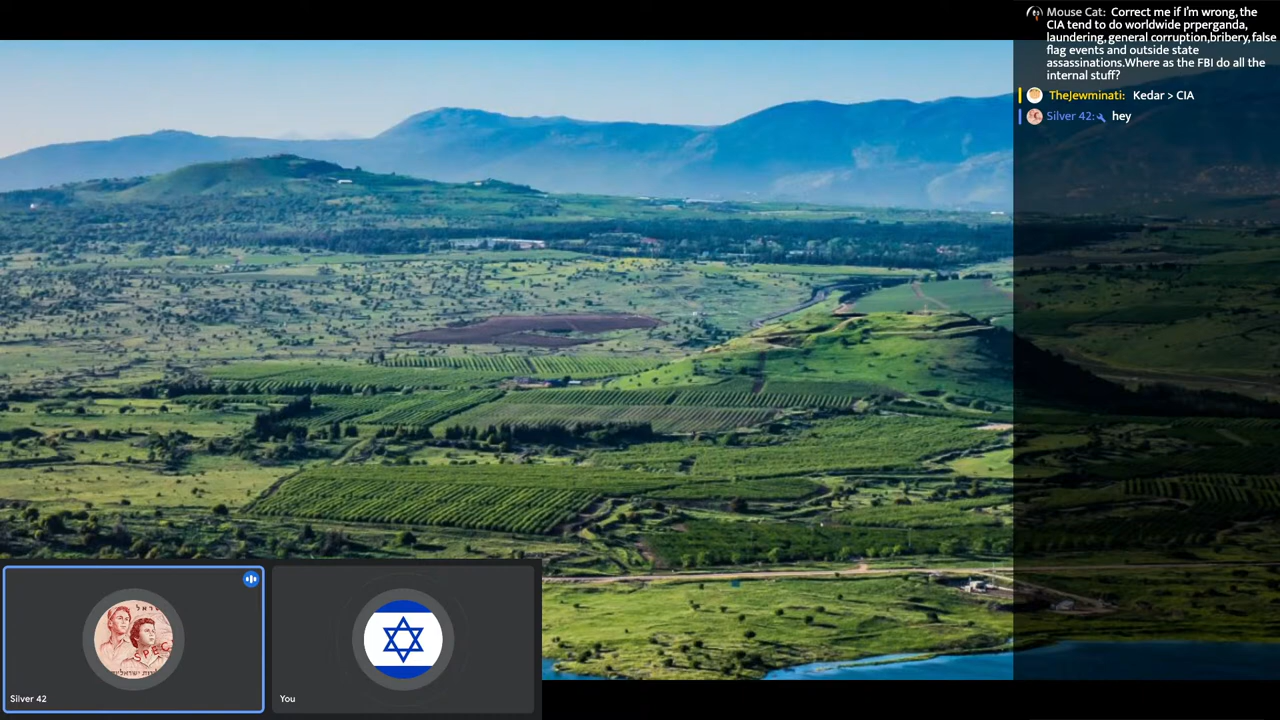 Mouse Cat: Correct me if I'm wrong, the
CIA tend to do worldwide prperganda,
laundering, general corruption,bribery, false
flag events and outside state
assassinations.Where as the FBI do all the
internal stuff?
TheJewminati: Kedar > CIA
Silver 42: hey
SPEC
Silver 42
You